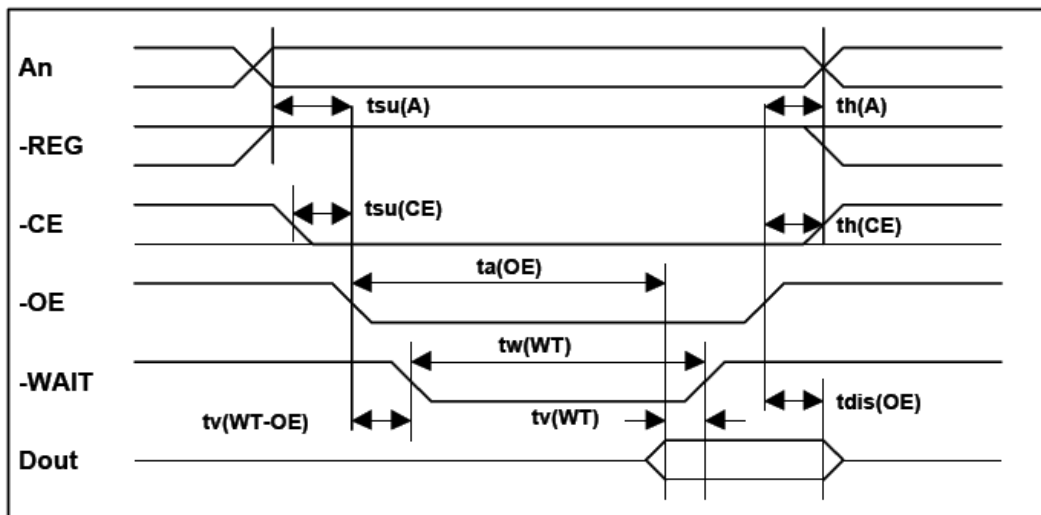 An
tsu(A)
th(A)
-REG
-CE
tsu(CE)
th(CE)
ta(OE)
-OE
tw(WT)
-WAIT
tv(WT-OE)
tv(WT)
tdis(OE)
Dout